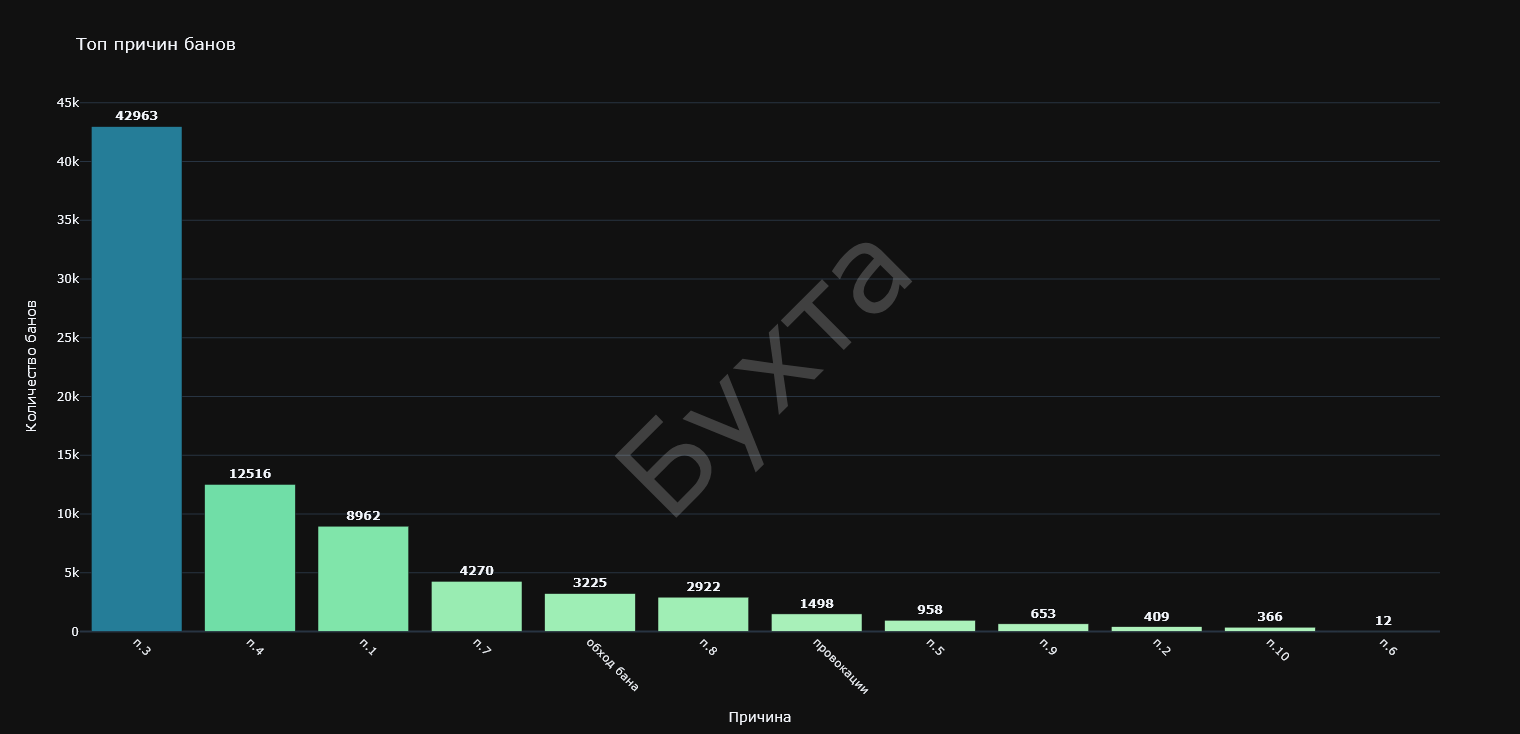 Топ причин банов
45k
40k
35k
30k
25k
20k
15k
10k
5k
0
Количество банов
42963
12516
8962
4270
3225
2922
1498
958
653
409
366
12
п.3
п.4
п.1
п.7
обход бана
п.8
провокации
п.5
п.9
п.2
п.10
п.6
Причина
Бухта